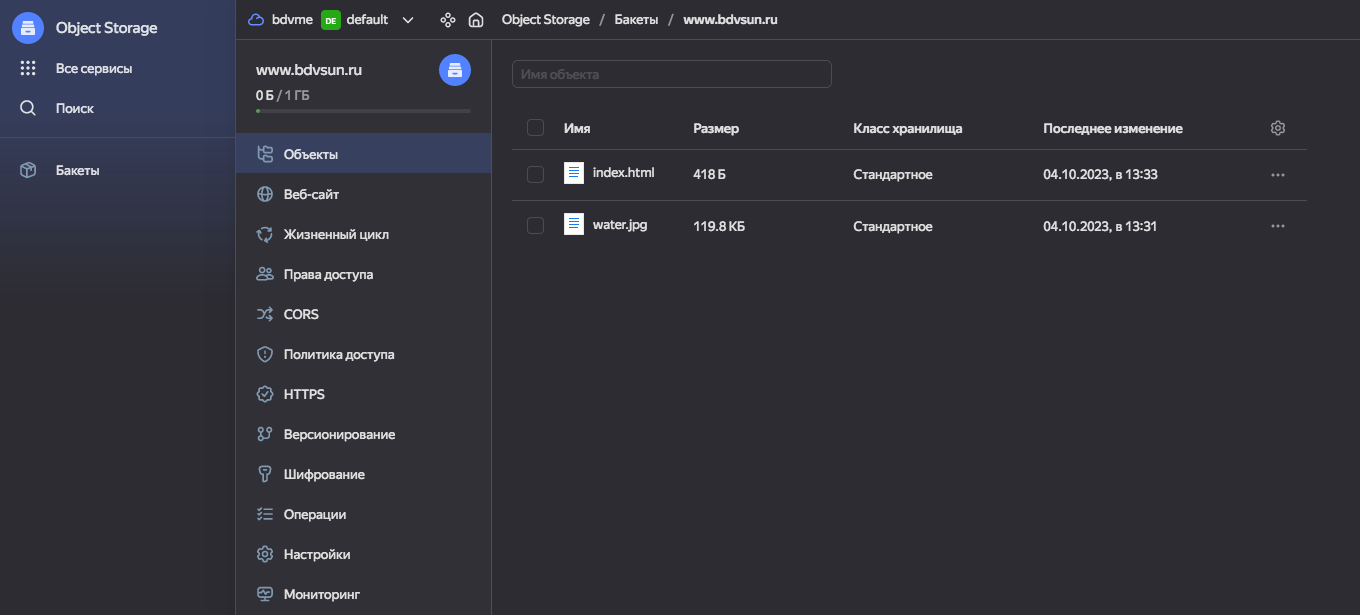 Object Storage
Все сервисы
Поиск
Бакеты
bdvme DE default Object Storage / Бакеты / www.bdvsun.ru
www.bdvsun.ru
0 Б / 1 ГБ
Объекты
Веб-сайт
Жизненный цикл
Права доступа
CORS
Политика доступа
HTTPS
Версионирование
Шифрование
Операции
Настройки
Мониторинг
Имя объекта
Имя Размер Класс хранилища Последнее изменение
index.html 418 Б Стандартное 04.10.2023, в 13:33
water.jpg 119.8 КБ Стандартное 04.10.2023, в 13:31